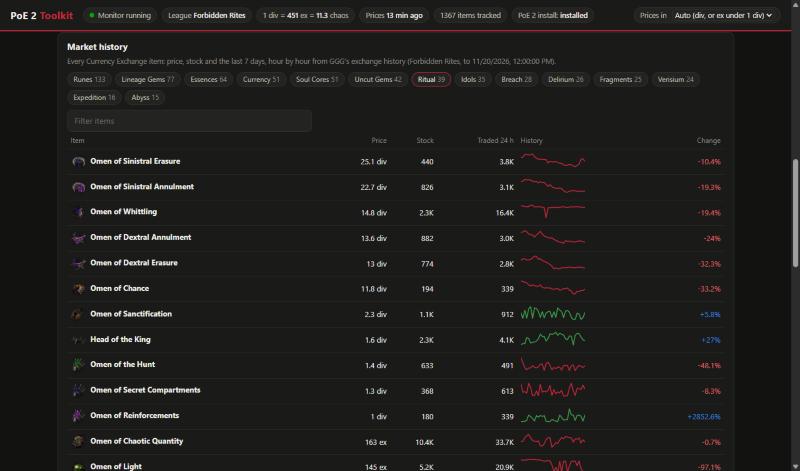 PoE 2 Toolkit Monitor running League Forbidden Rites 1 div = 451 ex = 11.3 chaos Prices 13 min ago 1367 items tracked PoE 2 install: installed Prices in Auto (div, or ex under 1 div)
Market history
Every Currency Exchange item: price, stock and the last 7 days, hour by hour from GGG's exchange history (Forbidden Rites, to 11/20/2026, 12:00:00 PM).
Runes 133 Lineage Gems 77 Essences 64 Currency 51 Soul Cores 51 Uncut Gems 42 Ritual 39 Idols 35 Breach 28 Delirium 26 Fragments 25 Verisium 24
Expedition 16 Abyss 15
Filter items
Item Price Stock Traded 24 h History Change
Omen of Sinistral Erasure 25.1 div 440 3.8K -10.4%
Omen of Sinistral Annulment 22.7 div 826 3.1K -19.3%
Omen of Whittling 14.8 div 2.3K 16.4K -19.4%
Omen of Dextral Annulment 13.6 div 882 3.0K -24%
Omen of Dextral Erasure 13 div 774 2.8K -32.3%
Omen of Chance 11.8 div 194 339 -33.2%
Omen of Sanctification 2.3 div 1.1K 912 +5.8%
Head of the King 1.6 div 2.3K 4.1K +27%
Omen of the Hunt 1.4 div 633 491 -48.1%
Omen of Secret Compartments 1.3 div 368 613 -8.3%
Omen of Reinforcements 1 div 180 339 +2852.6%
Omen of Chaotic Quantity 163 ex 10.4K 33.7K -0.7%
Omen of Light 145 ex 5.2K 20.9K -97.1%